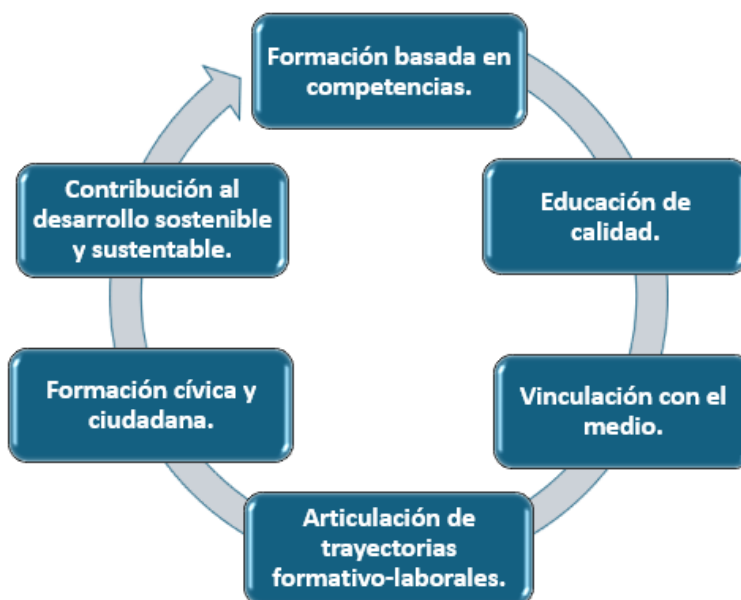 Formación basada en
competencias.
Educación de
calidad.
Vinculación con el
medio.
Articulación de
trayectorias
formativo-laborales.
Formación cívica y
ciudadana.
Contribución al
desarrollo sostenible
y sustentable.